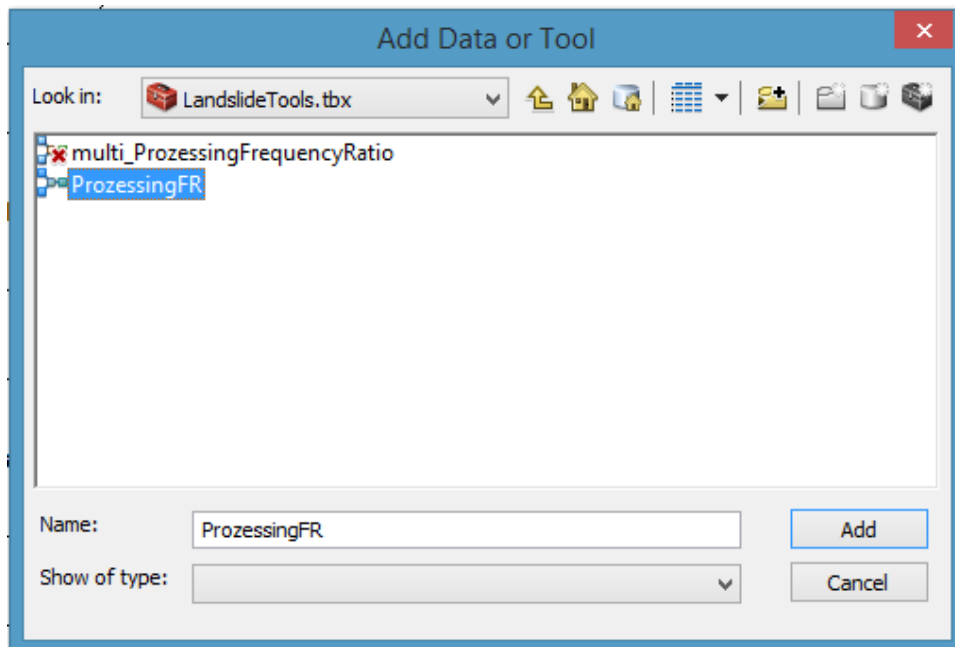 Add Data or Tool
Look in: LandslideTools.tbx
multi_ProzessingFrequencyRatio
ProzessingFR
Name: ProzessingFR Add
Show of type: Cancel